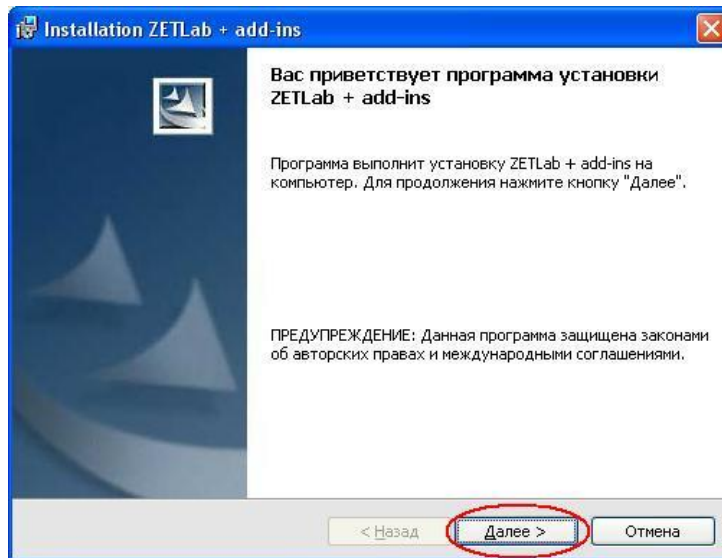 Installation ZETLab + add-ins
Вас приветствует программа установки
ZETLab + add-ins
Программа выполнит установку ZETLab + add-ins на
компьютер. Для продолжения нажмите кнопку "Далее".
ПРЕДУПРЕЖДЕНИЕ: Данная программа защищена законами
об авторских правах и международными соглашениями.
< Назад Далее > Отмена